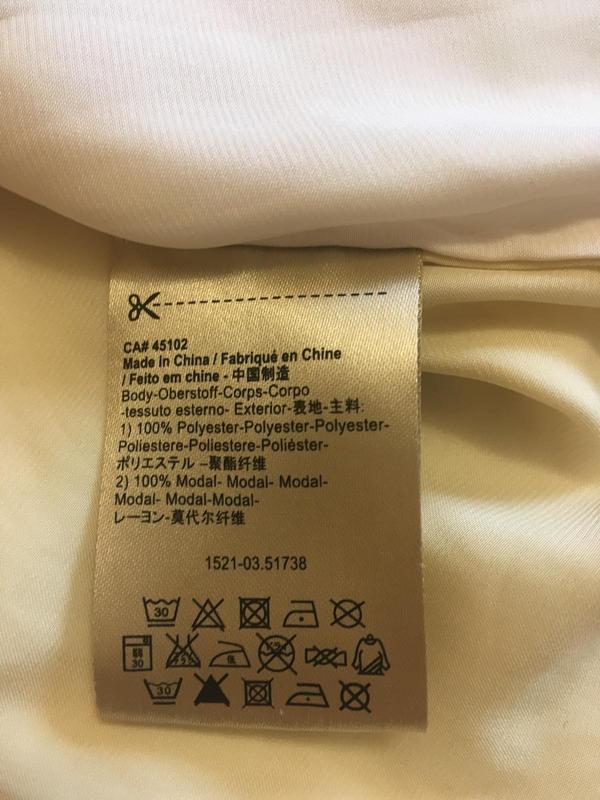 CA# 45102
Made In China / Fabriqué en Chine
/ Feito em chine - 中国制造
Body-Oberstoff-Corps-Corpo
-tessuto esterno- Exterior-表地-主料:
1) 100% Polyester-Polyester-Polyester-
Poliestere-Poliestere-Poliéster-
ポリエステル –聚酯纤维
2) 100% Modal- Modal- Modal-
Modal- Modal-Modal-
レーヨン-莫代尔纤维
1521-03.51738
30
弱 30 低
30